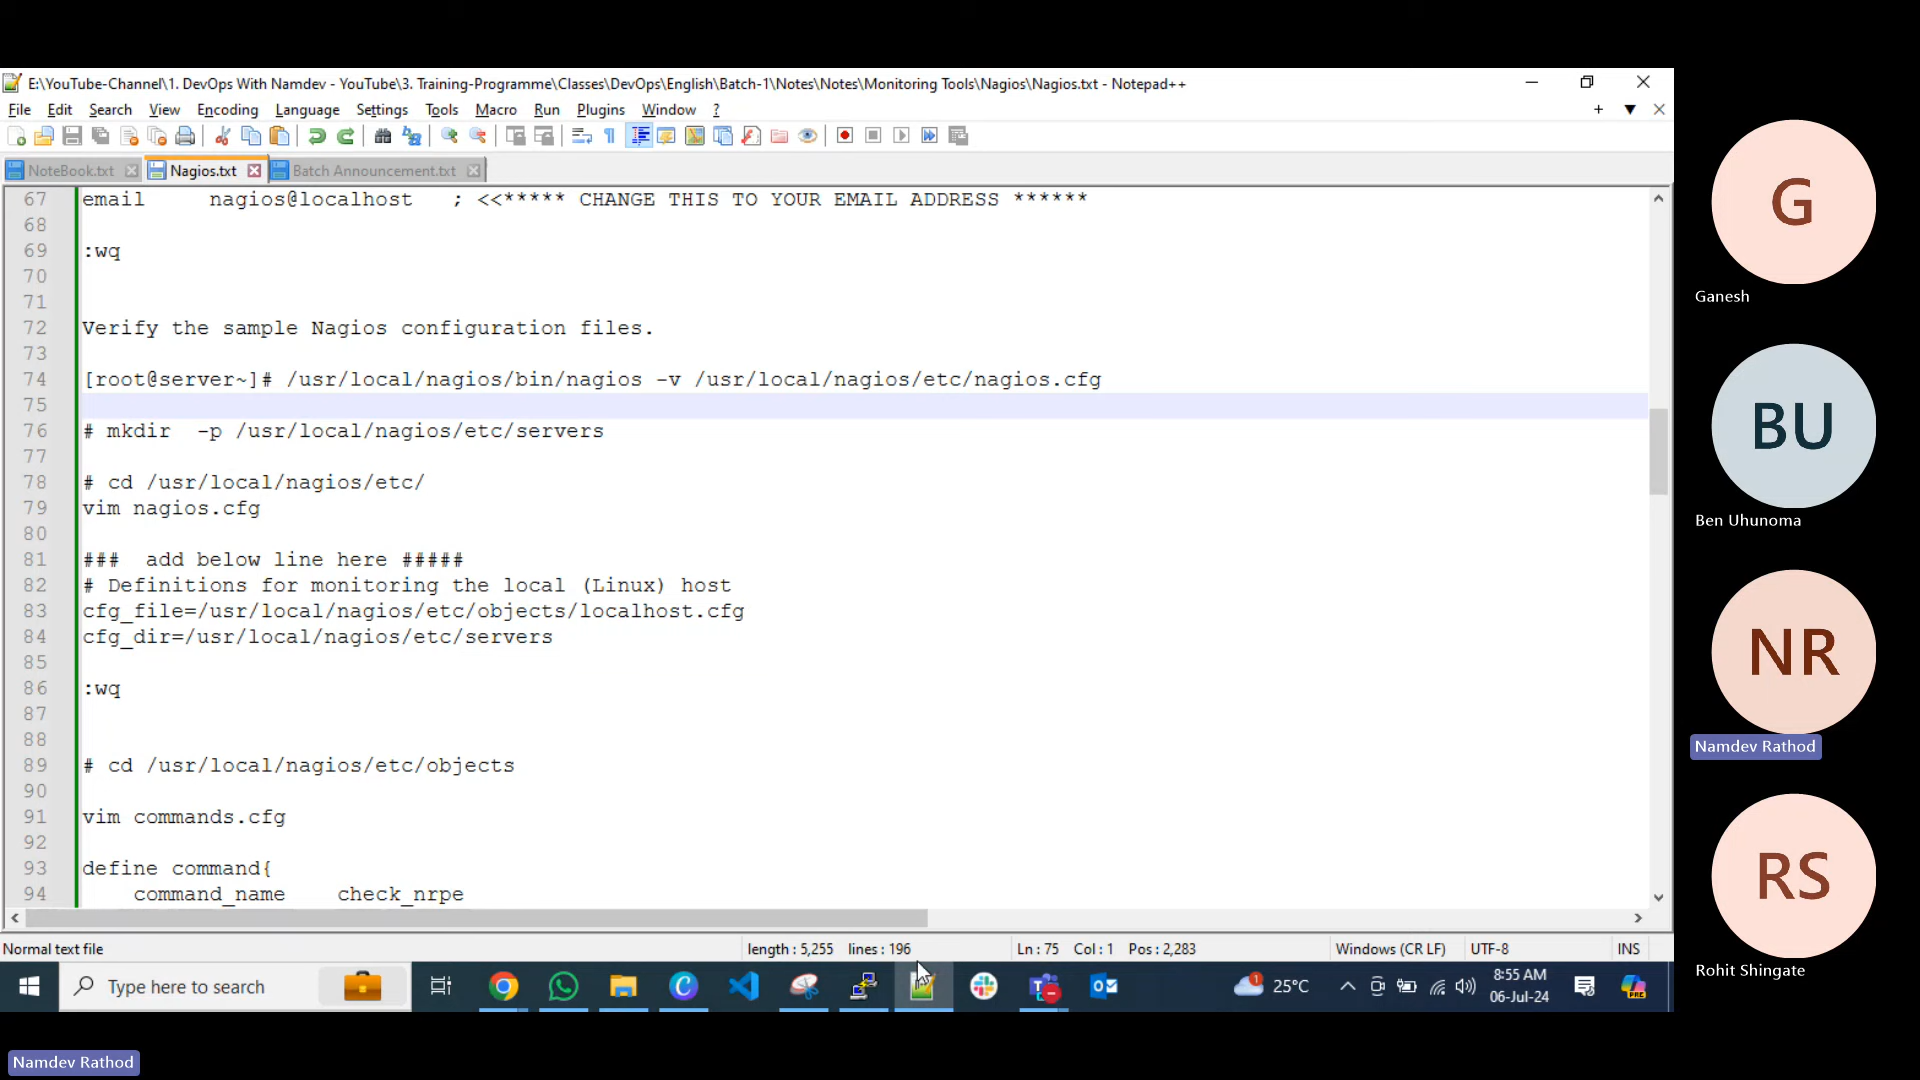 E:\YouTube-Channel\1. DevOps With Namdev - YouTube\3. Training-Programme\Classes\DevOps\English\Batch-1\Notes\Notes\Monitoring Tools\Nagios\Nagios.txt - Notepad++
File Edit Search View Encoding Language Settings Tools Macro Run Plugins Window ?
NoteBook.txt Nagios.txt Batch Announcement.txt
67 email nagios@localhost ; <<***** CHANGE THIS TO YOUR EMAIL ADDRESS ******
68
69 :wq
70
71
72 Verify the sample Nagios configuration files.
73
74 [root@server~]# /usr/local/nagios/bin/nagios -v /usr/local/nagios/etc/nagios.cfg
75
76 # mkdir -p /usr/local/nagios/etc/servers
77
78 # cd /usr/local/nagios/etc/
79 vim nagios.cfg
80
81 ### add below line here #####
82 # Definitions for monitoring the local (Linux) host
83 cfg_file=/usr/local/nagios/etc/objects/localhost.cfg
84 cfg_dir=/usr/local/nagios/etc/servers
85
86 :wq
87
88
89 # cd /usr/local/nagios/etc/objects
90
91 vim commands.cfg
92
93 define command{
94 command_name check_nrpe
Normal text file length : 5,255 lines : 196 Ln : 75 Col : 1 Pos : 2,283 Windows (CR LF) UTF-8 INS
Type here to search
25°C
8:55 AM
06-Jul-24
G
Ganesh
BU
Ben Uhunoma
NR
Namdev Rathod
RS
Rohit Shingate
Namdev Rathod